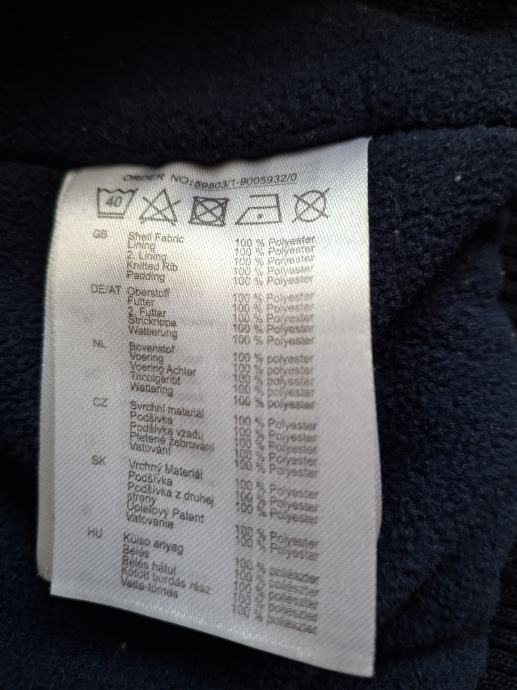 ORDER NO:59803/1-9005932/0
40
GB Shell Fabric 100 % Polyester
Lining 100 % Polyester
2. Lining 100 % Polyester
Knitted Rib 100 % Polyester
Padding 100 % Polyester
DE/AT Oberstoff 100 % Polyester
Futter 100 % Polyester
2. Futter 100 % Polyester
Strickrippe 100 % Polyester
Wattierung 100 % Polyester
NL Bovenstof 100 % polyester
Voering 100 % polyester
Voering Achter 100 % polyester
Tricotgeribt 100 % polyester
Wattering 100 % polyester
CZ Svrchní materiál 100 % Polyester
Podšívka 100 % Polyester
Podšívka vzadu 100 % Polyester
Pletené žebrování 100 % Polyester
Vatování 100 % Polyester
SK Vrchný Materiál 100 % Polyester
Podšívka 100 % Polyester
Podšívka z druhej 100 % Polyester
strany
Úpletový Patent 100 % Polyester
Vatovanie 100 % Polyester
HU Külso anyag 100 % poliészter
Bélés 100 % poliészter
Bélés hátul 100 % poliészter
Kötött burdás rész 100 % poliészter
Vatta-tömés 100 % poliészter